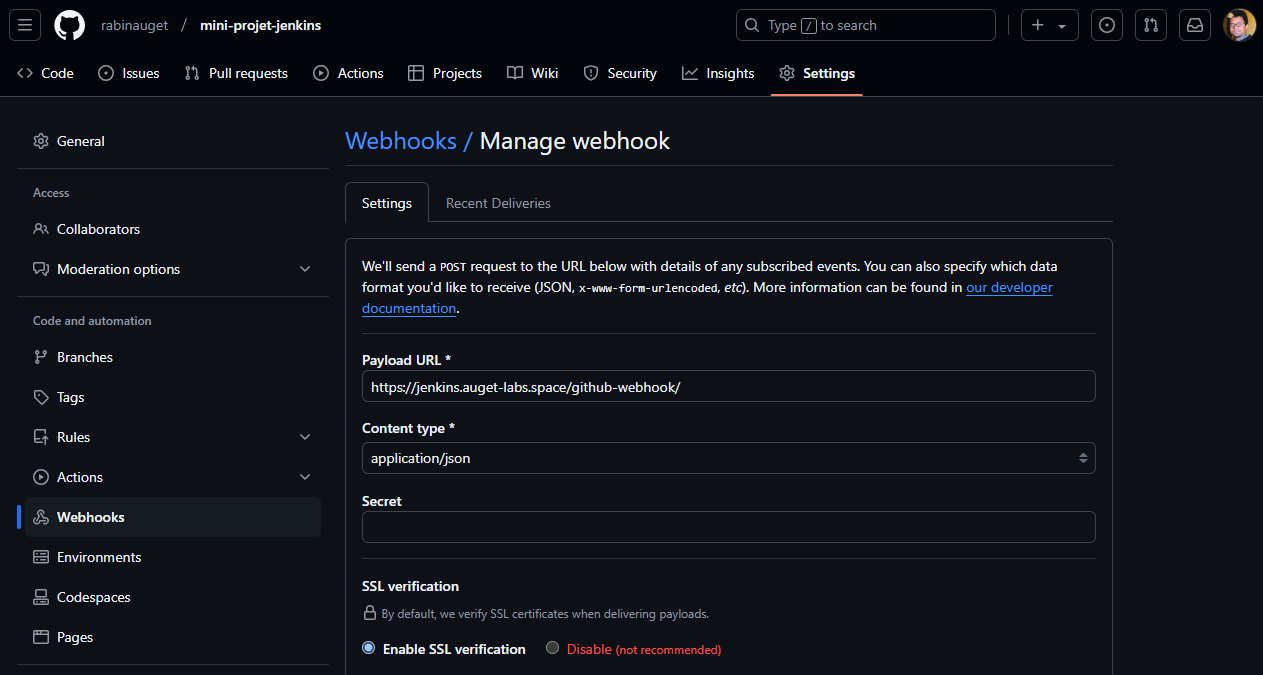 rabinauget / mini-projet-jenkins
Type / to search
Code Issues Pull requests Actions Projects Wiki Security Insights Settings
General
Access
Collaborators
Moderation options
Code and automation
Branches
Tags
Rules
Actions
Webhooks
Environments
Codespaces
Pages
Webhooks / Manage webhook
Settings Recent Deliveries
We'll send a POST request to the URL below with details of any subscribed events. You can also specify which data
format you'd like to receive (JSON, x-www-form-urlencoded, etc). More information can be found in our developer
documentation.
Payload URL *
https://jenkins.auget-labs.space/github-webhook/
Content type *
application/json
Secret
SSL verification
By default, we verify SSL certificates when delivering payloads.
Enable SSL verification Disable (not recommended)